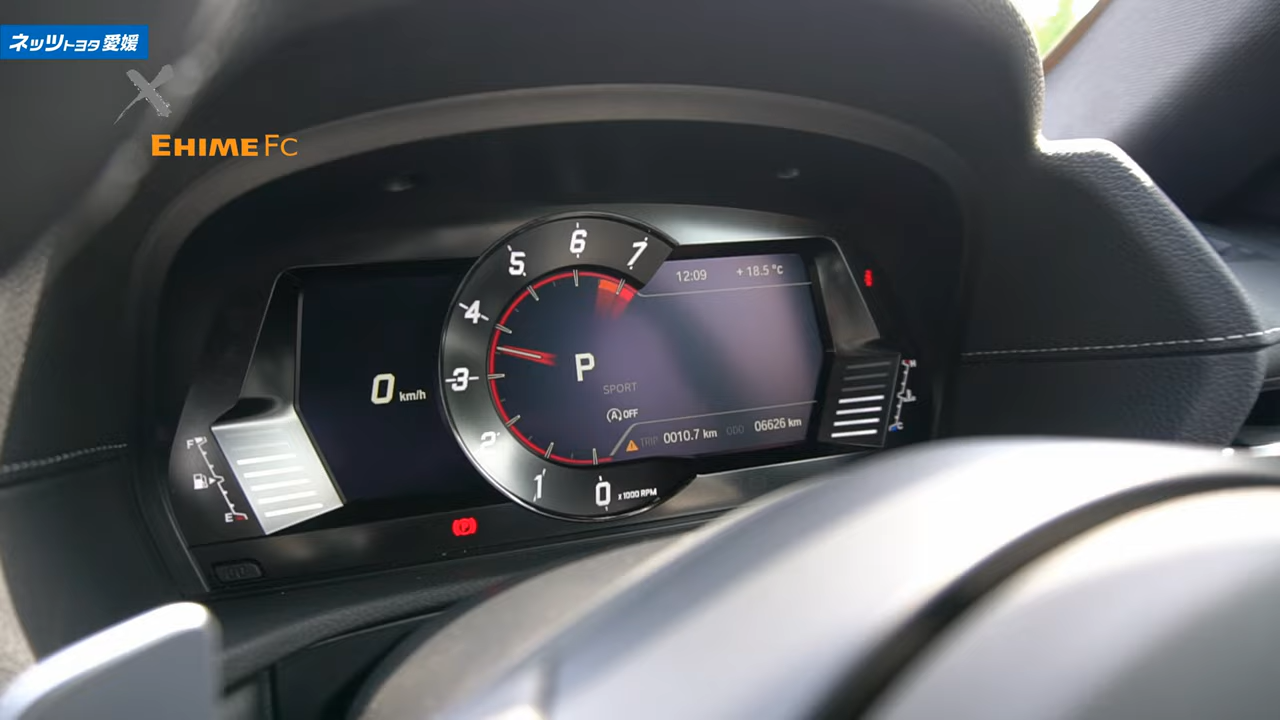 ネッツトヨタ愛媛
EHIME FC
5
6
7
4
3
2
1
0
x 1000 RPM
12:09
+ 18.5 °C
0 km/h
P
SPORT
A OFF
TRIP 0010.7 km
ODO 06626 km
F
E
H
P